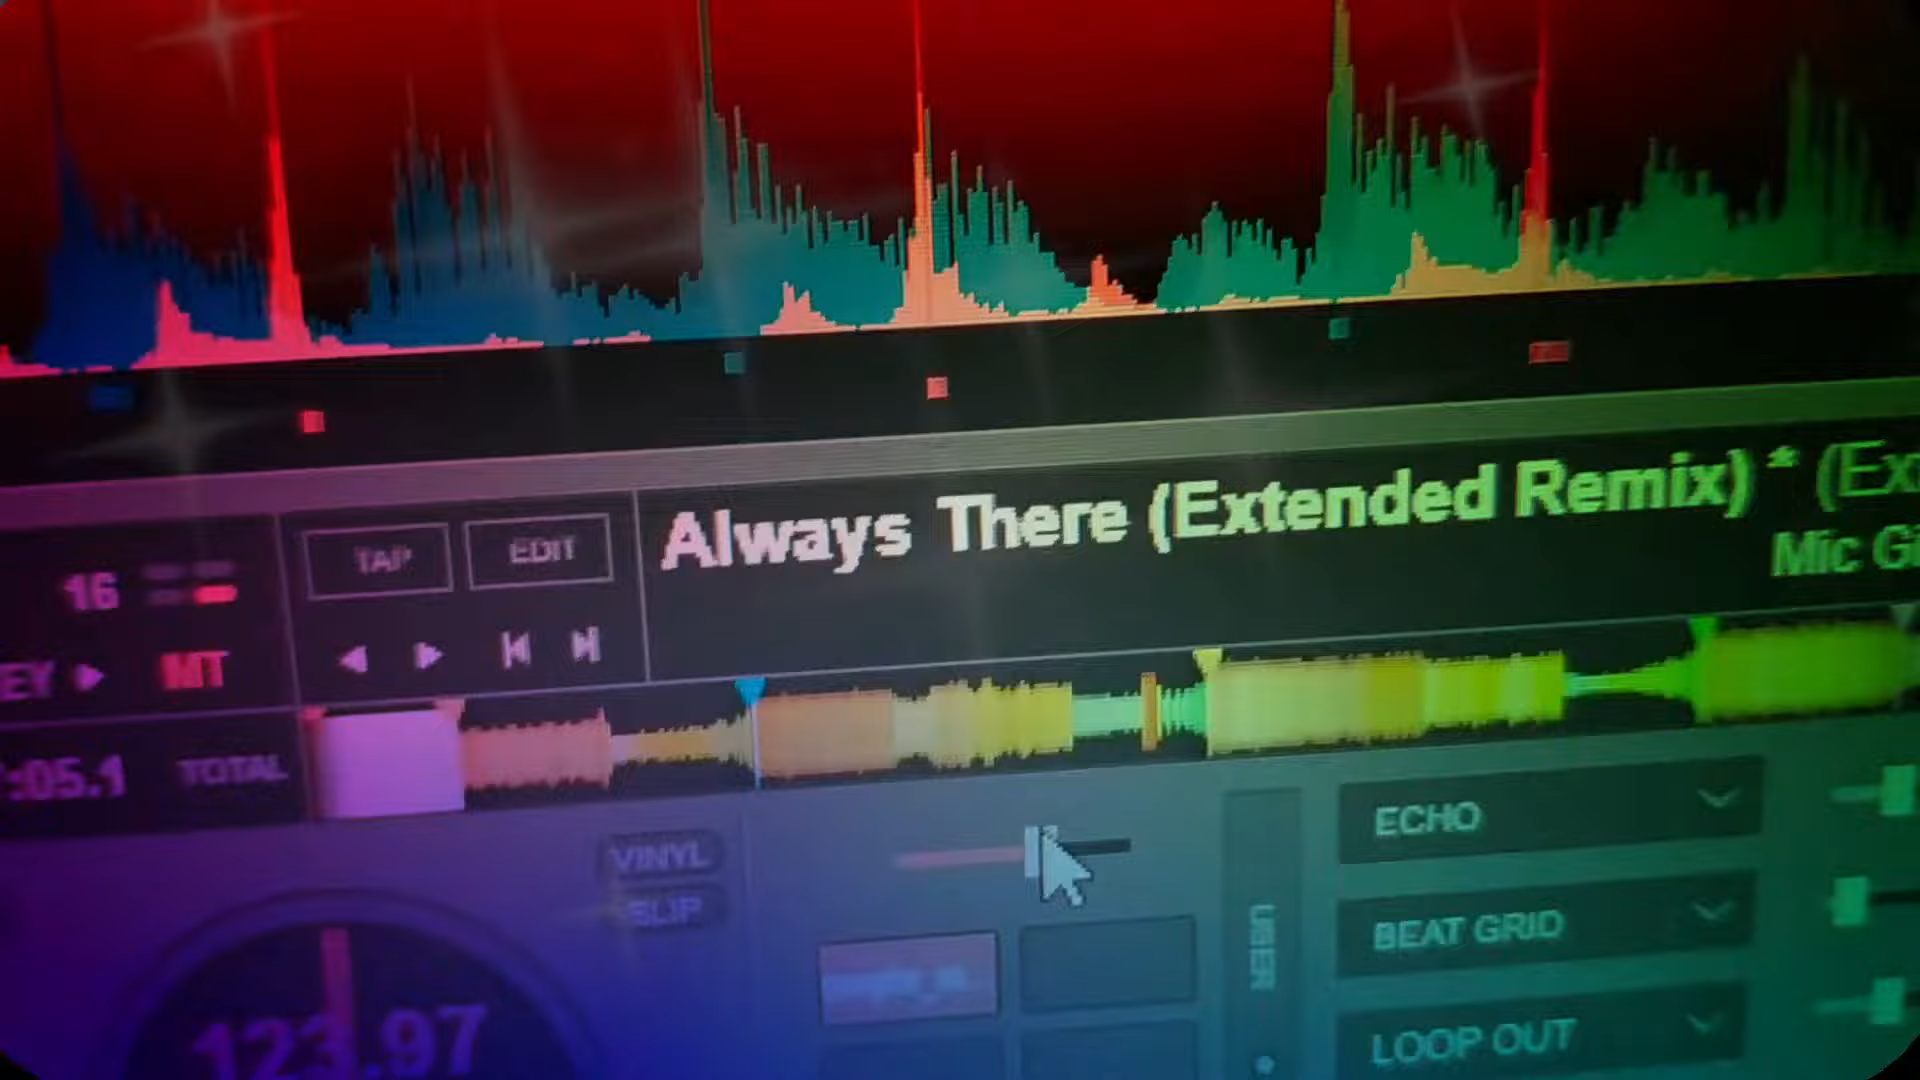 TAP
EDIT
Always There (Extended Remix) * (Ex
Mic Gi
16
EY
MT
:05.1
TOTAL
VINYL
SLIP
123.97
USER
ECHO
BEAT GRID
LOOP OUT